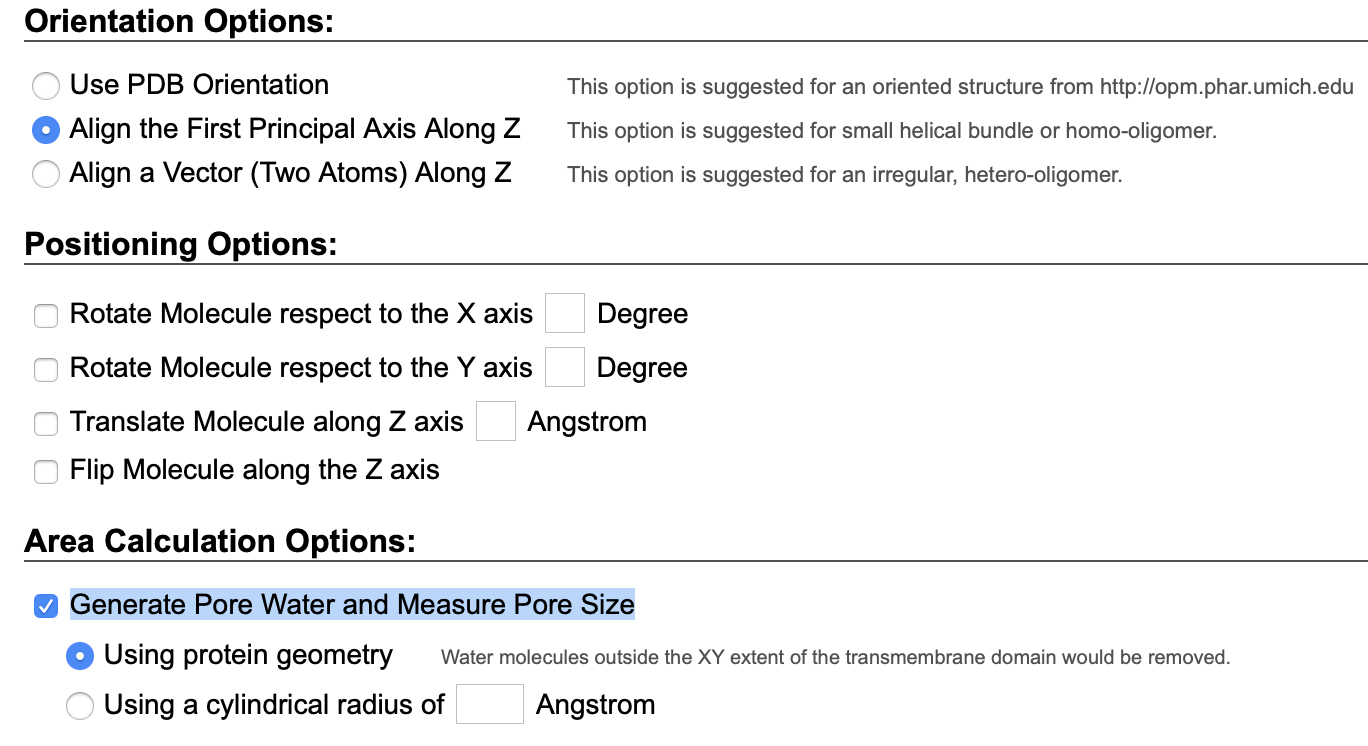 Orientation Options:
Use PDB Orientation This option is suggested for an oriented structure from http://opm.phar.umich.edu
Align the First Principal Axis Along Z This option is suggested for small helical bundle or homo-oligomer.
Align a Vector (Two Atoms) Along Z This option is suggested for an irregular, hetero-oligomer.
Positioning Options:
Rotate Molecule respect to the X axis Degree
Rotate Molecule respect to the Y axis Degree
Translate Molecule along Z axis Angstrom
Flip Molecule along the Z axis
Area Calculation Options:
Generate Pore Water and Measure Pore Size
Using protein geometry Water molecules outside the XY extent of the transmembrane domain would be removed.
Using a cylindrical radius of Angstrom